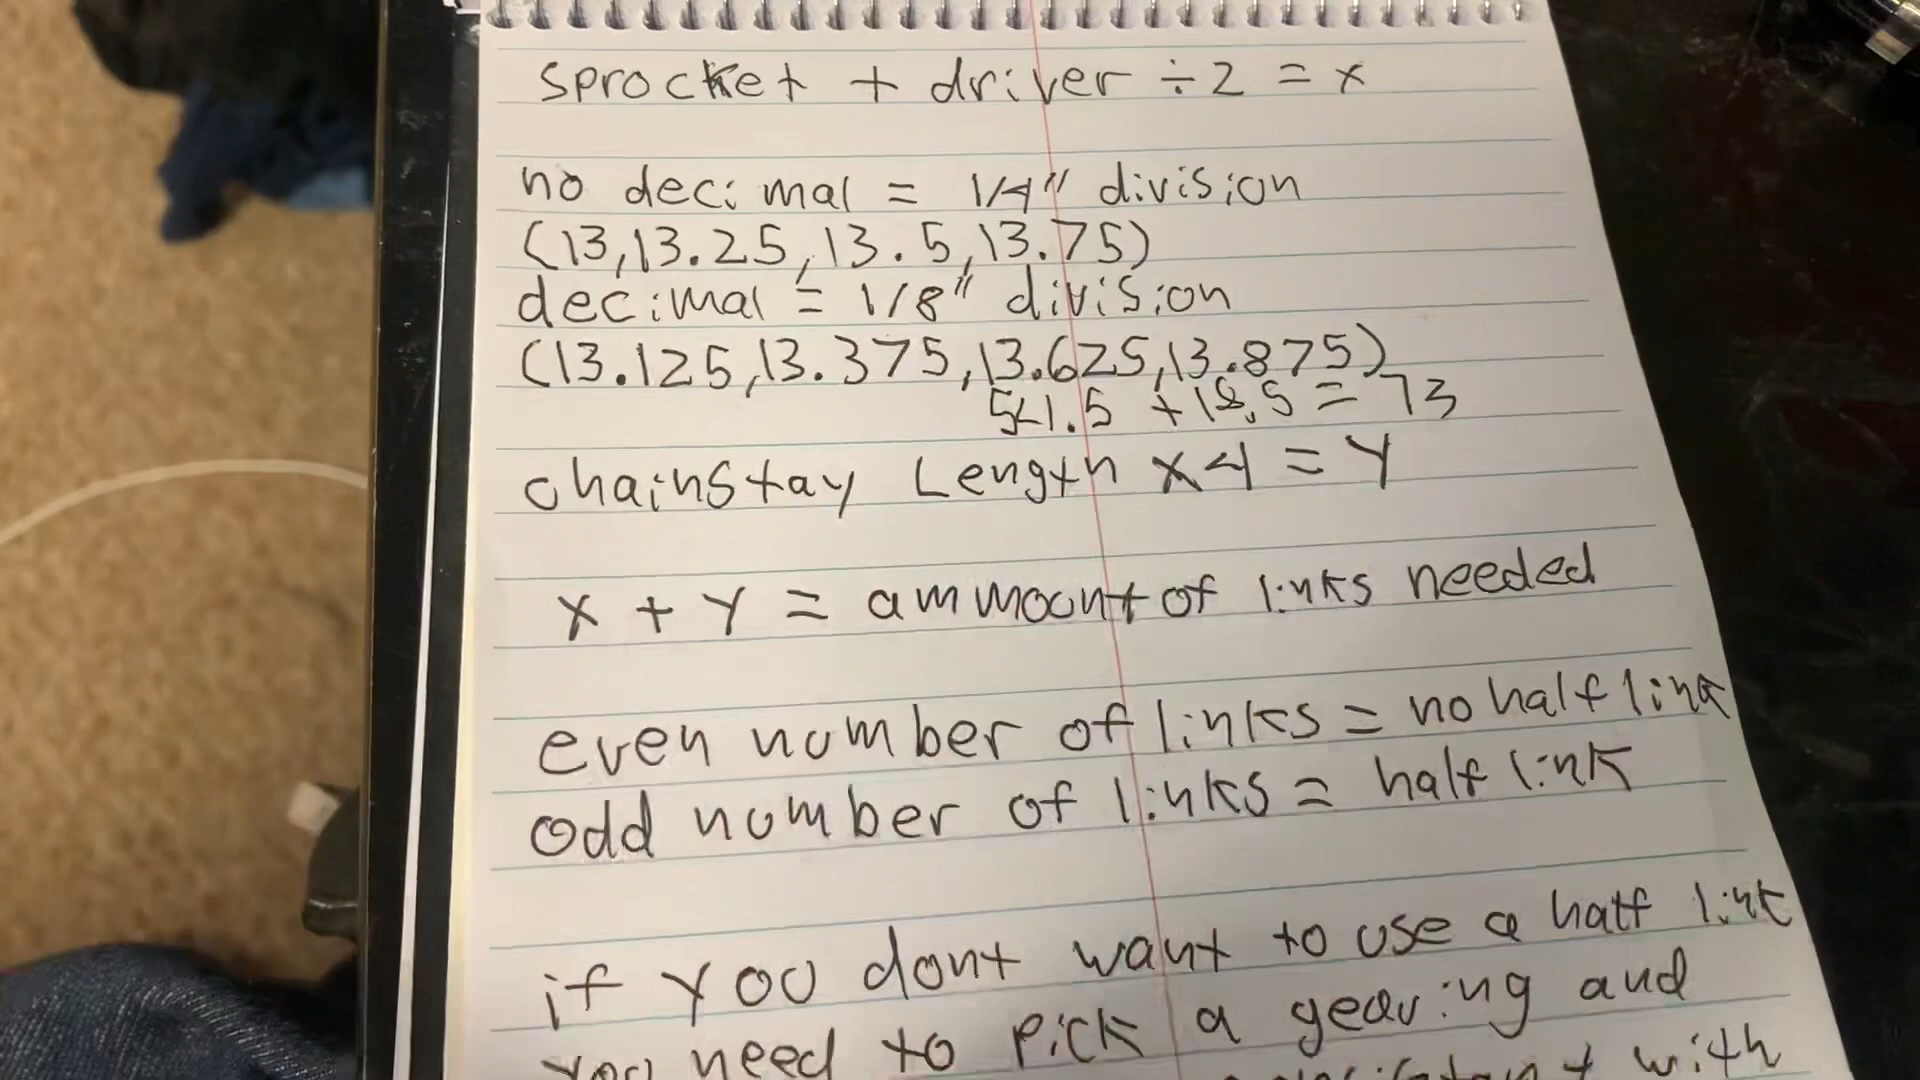 sprocket + driver ÷ 2 = x
no decimal = 1/4" division
(13,13.25,13.5,13.75)
decimal = 1/8" division
(13.125,13.375,13.625,13.875)
54.5 + 18.5 = 73
chainstay Length x4 = Y
x + Y = ammount of links needed
even number of links = no half link
odd number of links = half link
if you dont want to use a half link
you need to pick a gearing and
with